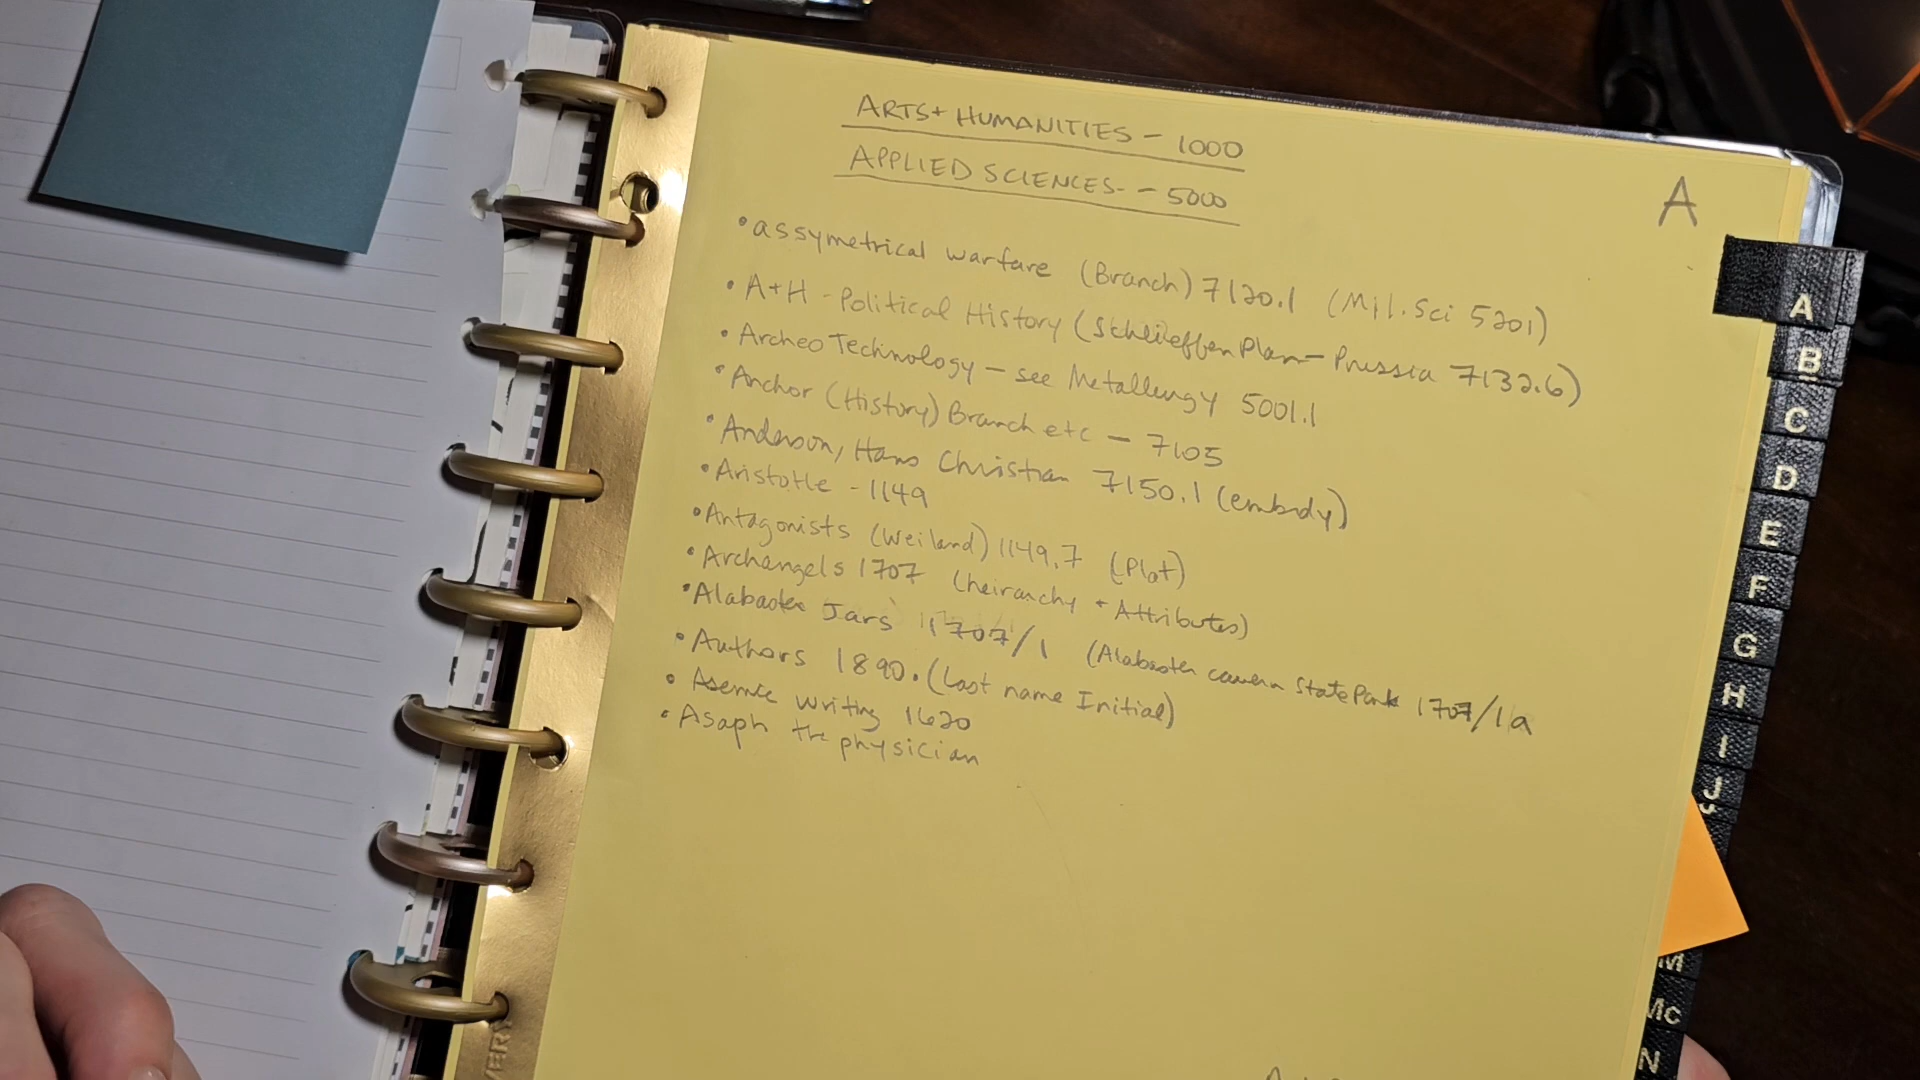 ARTS + HUMANITIES - 1000
APPLIED SCIENCES - - 5000
A
• assymetrical warfare (Branch) 7120.1 (Mil. Sci 5201)
• A+H - Political History (Schlieffen Plan - Prussia 7132.6)
• Archeo Technology - see Metallurgy 5001.1
• Anchor (History) Branch etc - 7105
• Anderson, Hans Christian 7150.1 (embody)
• Aristotle - 1149
• Antagonists (Weiland) 1149.7 (Plot)
• Archangels 1707 (heirarchy + Attributes)
• Alabaster Jars 1707/1 (Alabaster cavern State Park 1707/1a
• Authors 1890. (Last name Initial)
• Asemic writing 1620
• Asaph the physician
A
B
C
D
E
F
G
H
I
J
M
Mc
N